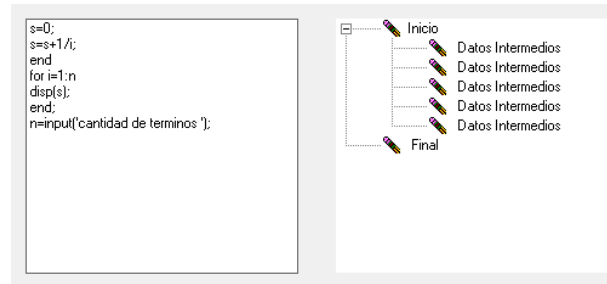 s=0;
s=s+1/i;
end
for i=1:n
disp(s);
end;
n=input('cantidad de terminos ');
Inicio
Datos Intermedios
Datos Intermedios
Datos Intermedios
Datos Intermedios
Datos Intermedios
Final